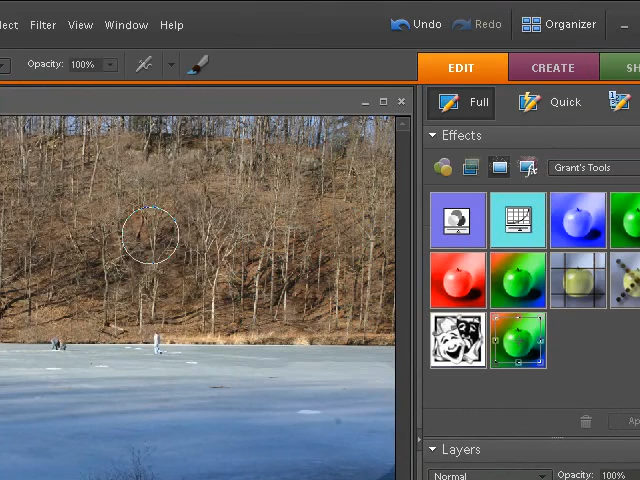 lect Filter View Window Help Undo Redo Organizer
Opacity: 100%
EDIT CREATE SH
Full Quick
Effects
Grant's Tools
Ap
Layers
Normal Opacity: 100%